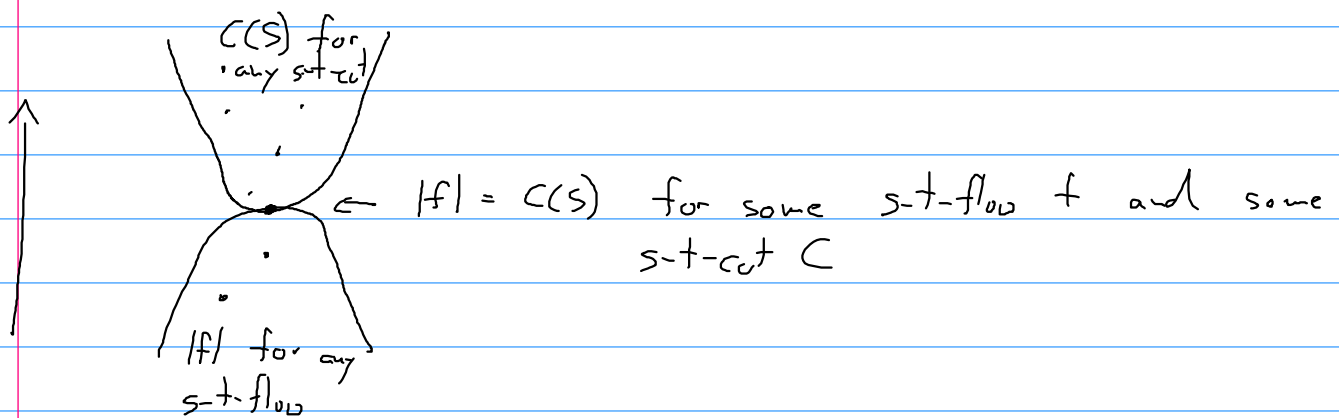 C(S) for
any s-t-cut
|f| = C(S) for some s-t-flow f and some
s-t-cut C
|f| for any
s-t-flow